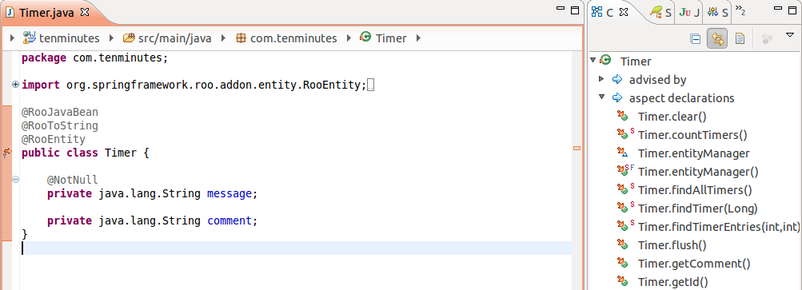 Timer.java
tenminutes src/main/java com.tenminutes Timer
package com.tenminutes;
import org.springframework.roo.addon.entity.RooEntity;
@RooJavaBean
@RooToString
@RooEntity
public class Timer {
@NotNull
private java.lang.String message;
private java.lang.String comment;
}
C S J S »2
Timer
advised by
aspect declarations
Timer.clear()
S Timer.countTimers()
Timer.entityManager
S F Timer.entityManager()
S Timer.findAllTimers()
S Timer.findTimer(Long)
S Timer.findTimerEntries(int,int)
Timer.flush()
Timer.getComment()
Timer.getId()